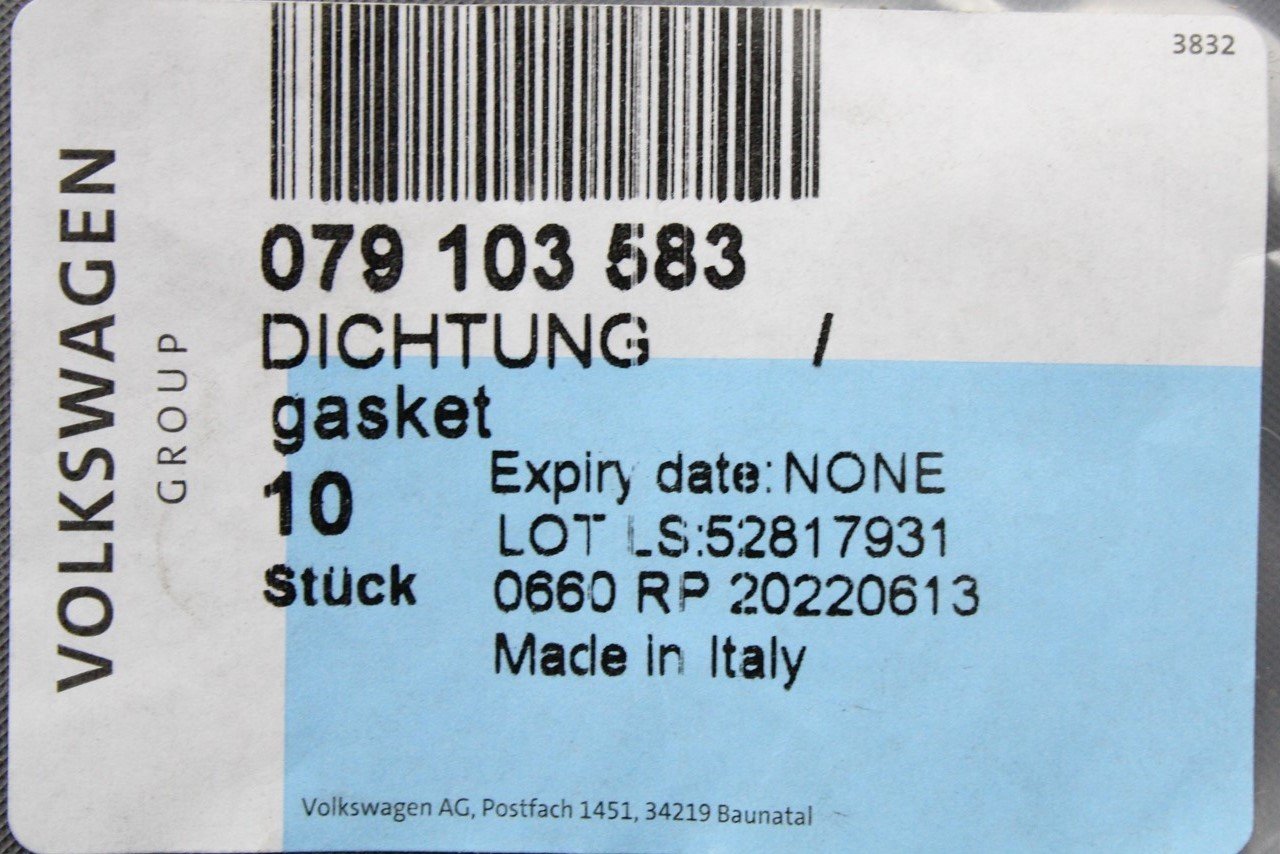 3832
VOLKSWAGEN
GROUP
079 103 583
DICHTUNG /
gasket
10
Stück
Expiry date: NONE
LOT LS:52817931
0660 RP 20220613
Made in Italy
Volkswagen AG, Postfach 1451, 34219 Baunatal